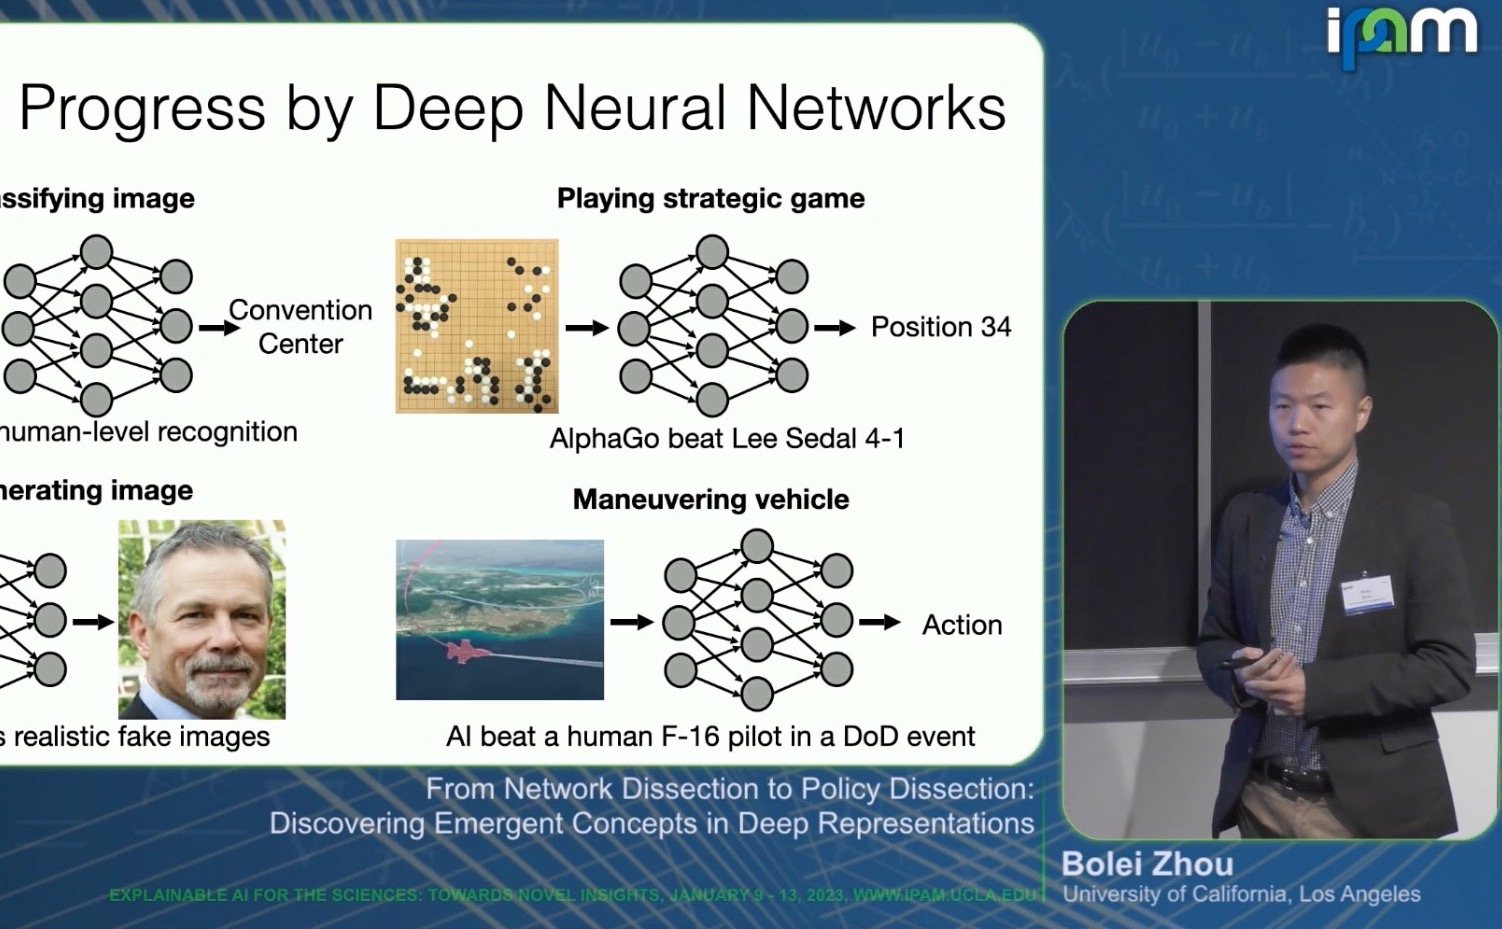 ipam
Progress by Deep Neural Networks
assifying image
Playing strategic game
Convention
Center
Position 34
human-level recognition
AlphaGo beat Lee Sedal 4-1
nerating image
Maneuvering vehicle
Action
s realistic fake images
AI beat a human F-16 pilot in a DoD event
From Network Dissection to Policy Dissection:
Discovering Emergent Concepts in Deep Representations
Bolei Zhou
University of California, Los Angeles
EXPLAINABLE AI FOR THE SCIENCES: TOWARDS NOVEL INSIGHTS, JANUARY 9 - 13, 2023, WWW.IPAM.UCLA.EDU